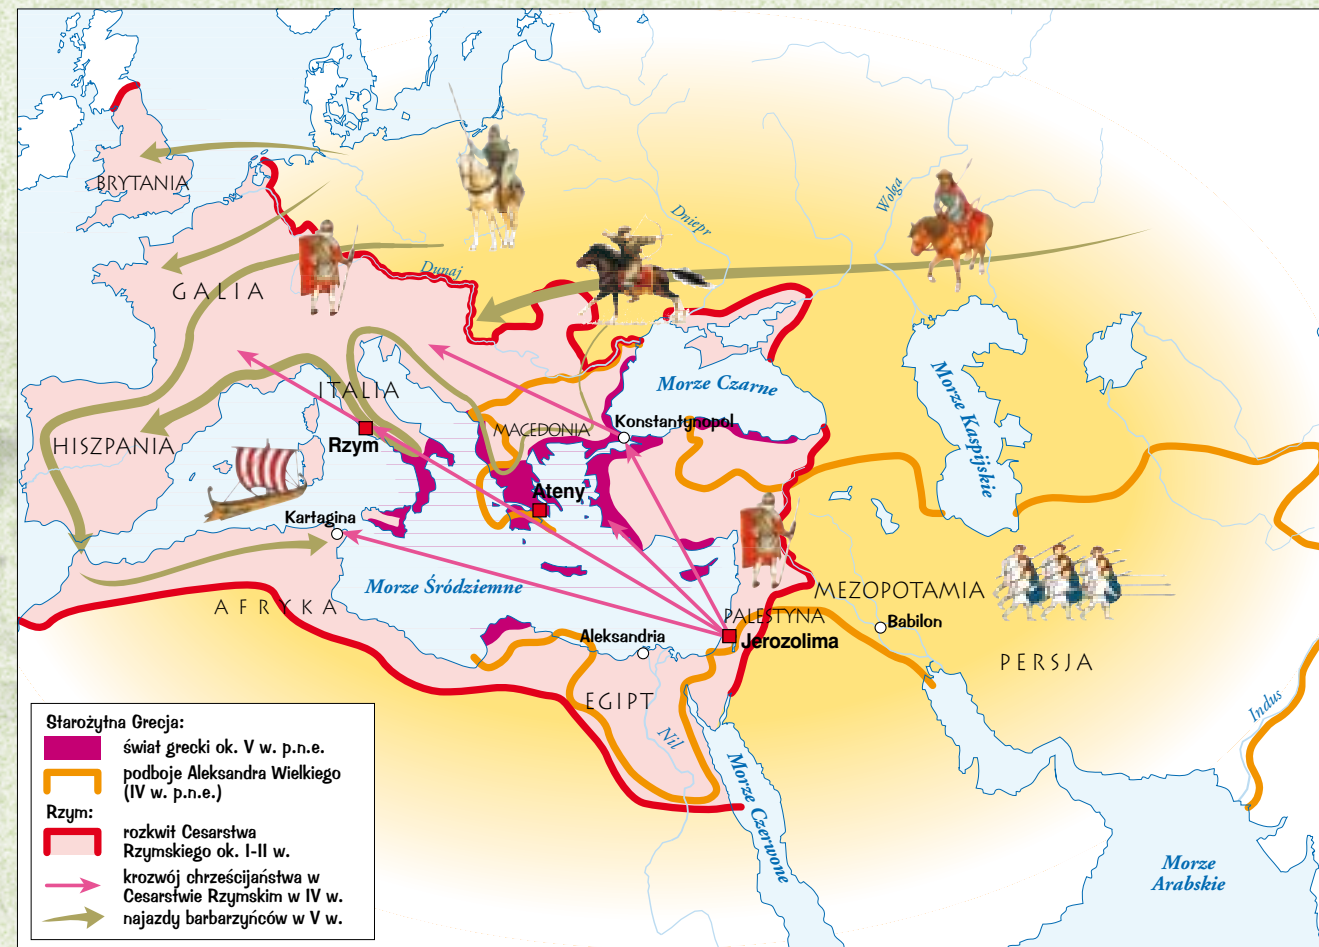 BRYTANIA
Wołga
Dniepr
Dunaj
GALIA
Morze Czarne
Morze Kaspijskie
ITALIA
Konstantynopol
MACEDONIA
HISZPANIA
Rzym
Ateny
Kartagina
Morze Śródziemne
MEZOPOTAMIA
AFRYKA
PALESTYNA
Babilon
Aleksandria
Jerozolima
PERSJA
EGIPT
Indus
Nil
Morze Czerwone
Morze
Arabskie
Starożytna Grecja:
świat grecki ok. V w. p.n.e.
podboje Aleksandra Wielkiego
(IV w. p.n.e.)
Rzym:
rozkwit Cesarstwa
Rzymskiego ok. I-II w.
krozwój chrześcijaństwa w
Cesarstwie Rzymskim w IV w.
najazdy barbarzyńców w V w.